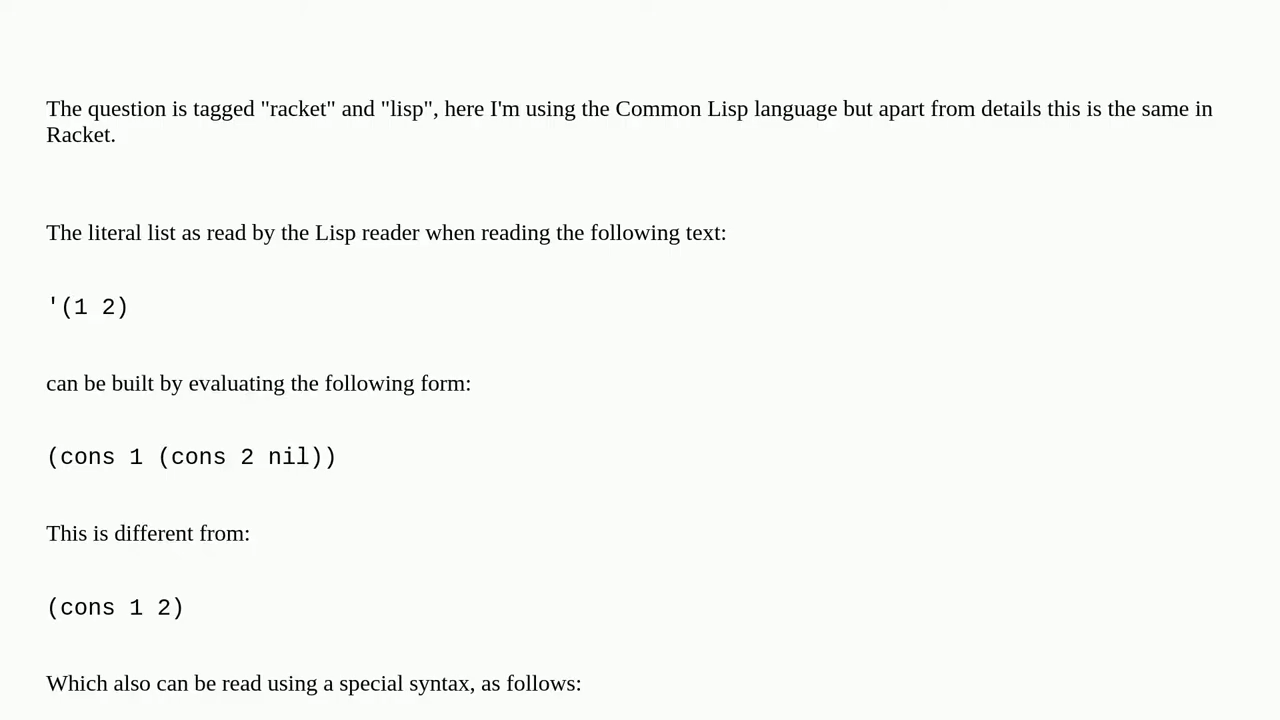 The question is tagged "racket" and "lisp", here I'm using the Common Lisp language but apart from details this is the same in
Racket.
The literal list as read by the Lisp reader when reading the following text:
'(1 2)
can be built by evaluating the following form:
(cons 1 (cons 2 nil))
This is different from:
(cons 1 2)
Which also can be read using a special syntax, as follows: